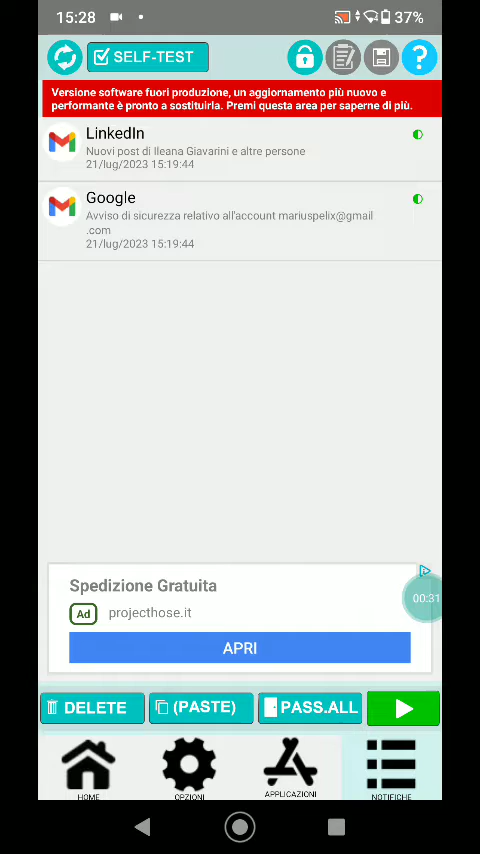 15:28
37%
SELF-TEST
Versione software fuori produzione, un aggiornamento più nuovo e
performante è pronto a sostituirla. Premi questa area per saperne di più.
LinkedIn
Nuovi post di Ileana Giavarini e altre persone
21/lug/2023 15:19:44
Google
Avviso di sicurezza relativo all'account mariuspelix@gmail
.com
21/lug/2023 15:19:44
Spedizione Gratuita
Ad projecthose.it
00:31
APRI
DELETE
(PASTE)
PASS.ALL
HOME
OPZIONI
APPLICAZIONI
NOTIFICHE